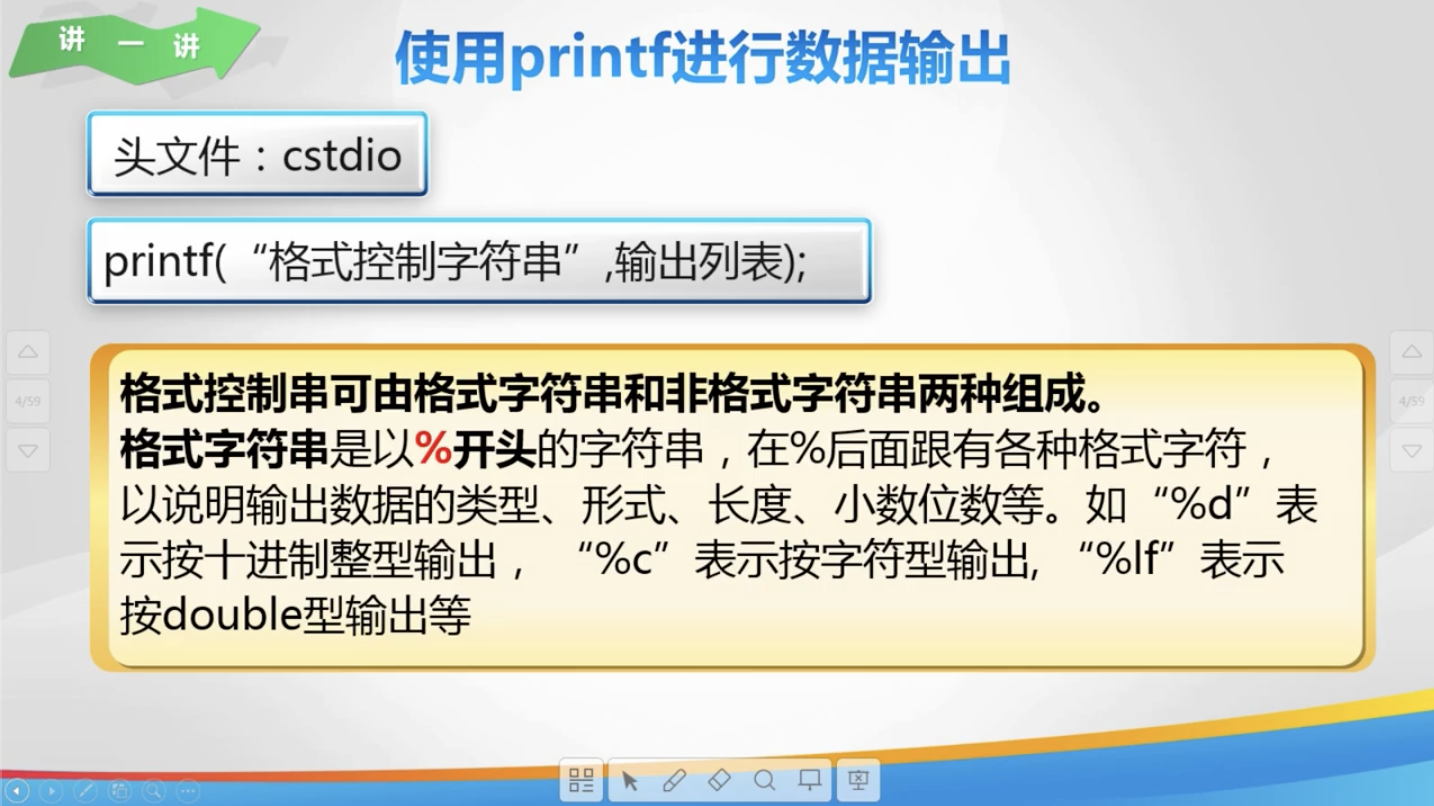 讲一讲
使用printf进行数据输出
头文件：cstdio
printf(“格式控制字符串”,输出列表);
格式控制串可由格式字符串和非格式字符串两种组成。
格式字符串是以%开头的字符串，在%后面跟有各种格式字符，
以说明输出数据的类型、形式、长度、小数位数等。如“%d”表
示按十进制整型输出，“%c”表示按字符型输出,“%lf”表示
按double型输出等
4/59
4/59